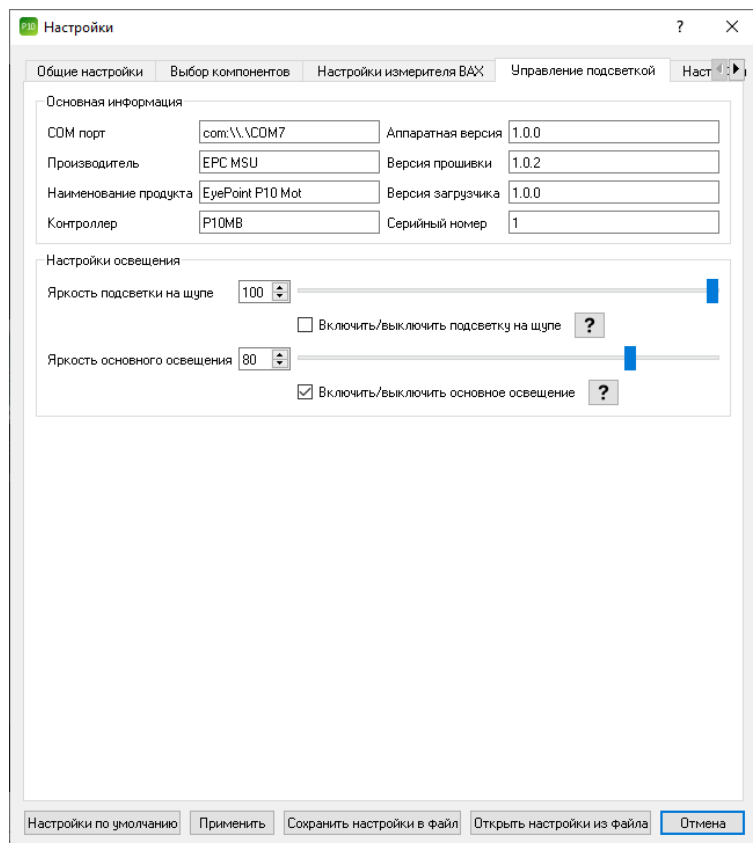 P10 Настройки ? ×
Общие настройки Выбор компонентов Настройки измерителя ВАХ Управление подсветкой Наст
Основная информация
COM порт com:\\.\COM7 Аппаратная версия 1.0.0
Производитель EPC MSU Версия прошивки 1.0.2
Наименование продукта EyePoint P10 Mot Версия загрузчика 1.0.0
Контроллер P10MB Серийный номер 1
Настройки освещения
Яркость подсветки на щупе 100
Включить/выключить подсветку на щупе ?
Яркость основного освещения 80
Включить/выключить основное освещение ?
Настройки по умолчанию Применить Сохранить настройки в файл Открыть настройки из файла Отмена